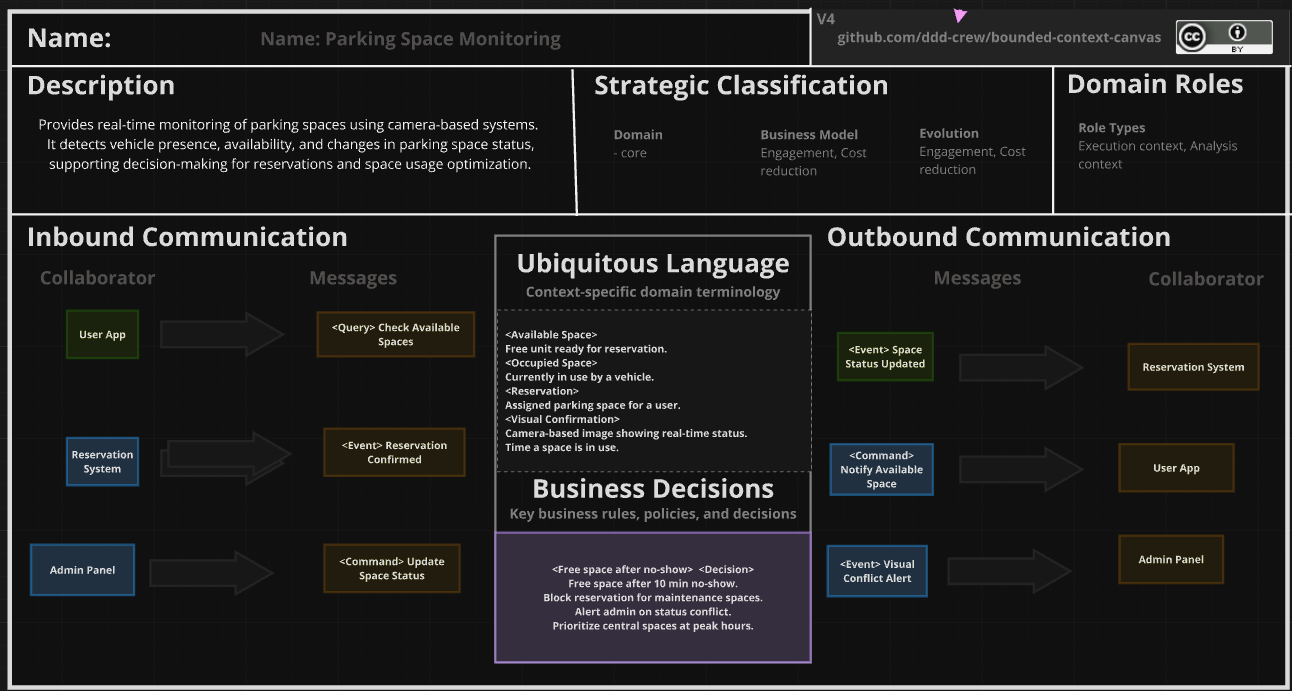 Name:
Name: Parking Space Monitoring
V4
github.com/ddd-crew/bounded-context-canvas
CC
BY
Description
Provides real-time monitoring of parking spaces using camera-based systems.
It detects vehicle presence, availability, and changes in parking space status,
supporting decision-making for reservations and space usage optimization.
Strategic Classification
Domain
- core
Business Model
Engagement, Cost
reduction
Evolution
Engagement, Cost
reduction
Domain Roles
Role Types
Execution context, Analysis
context
Inbound Communication
Collaborator
Messages
User App
<Query> Check Available
Spaces
Reservation
System
<Event> Reservation
Confirmed
Admin Panel
<Command> Update
Space Status
Ubiquitous Language
Context-specific domain terminology
<Available Space>
Free unit ready for reservation.
<Occupied Space>
Currently in use by a vehicle.
<Reservation>
Assigned parking space for a user.
<Visual Confirmation>
Camera-based image showing real-time status.
Time a space is in use.
Business Decisions
Key business rules, policies, and decisions
<Free space after no-show> <Decision>
Free space after 10 min no-show.
Block reservation for maintenance spaces.
Alert admin on status conflict.
Prioritize central spaces at peak hours.
Outbound Communication
Messages
Collaborator
<Event> Space
Status Updated
Reservation System
<Command>
Notify Available
Space
User App
<Event> Visual
Conflict Alert
Admin Panel